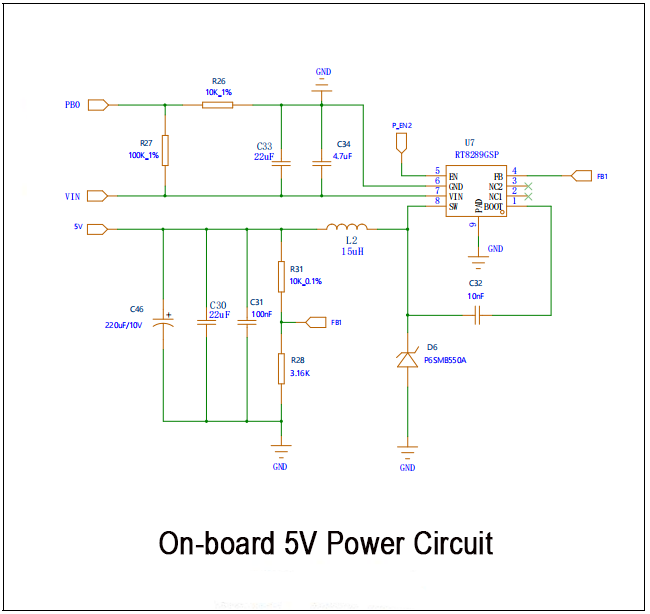 GND
R26
10K_1%
PB0
P_EN2
R27
100K_1%
C33
22uF
C34
4.7uF
U7
RT8289GSP
5 EN FB 4
FB1
6 GND NC2 3
7 VIN NC1 2
8 SW BOOT 1
PAD
9
VIN
5V
L2
15uH
GND
R31
10K_0.1%
C32
10nF
C46
220uF/10V
+
C30
22uF
C31
100nF
FB1
D6
P6SMB550A
R28
3.16K
GND
GND
On-board 5V Power Circuit